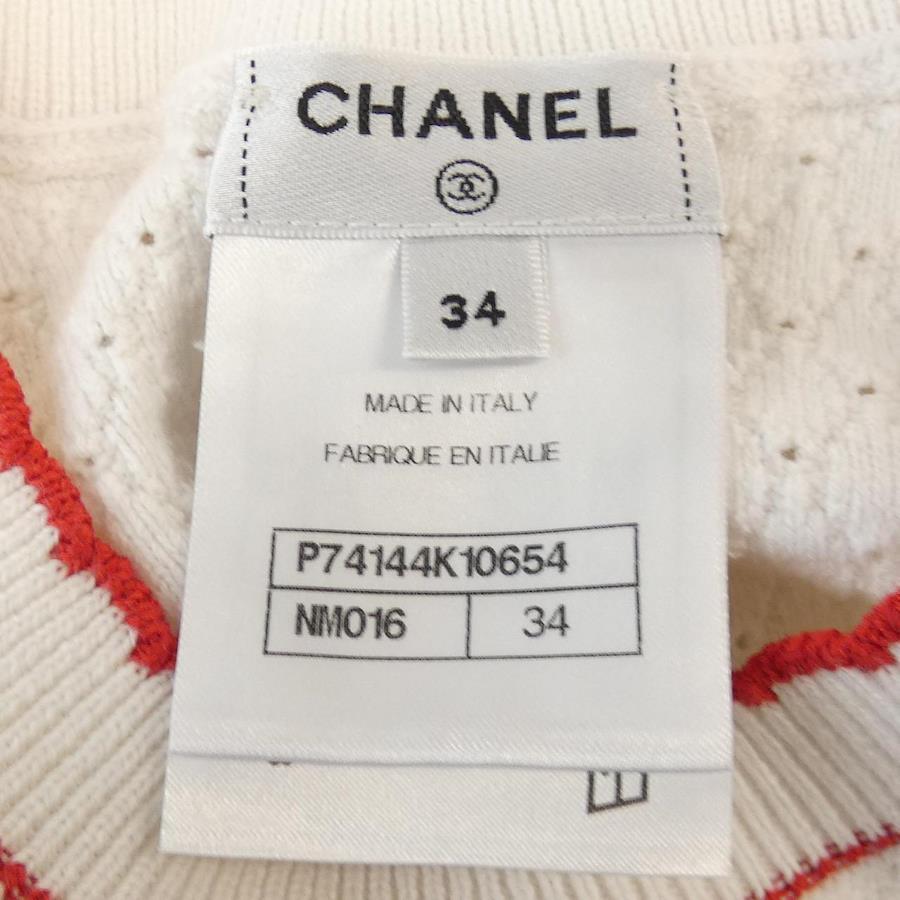 CHANEL
34
MADE IN ITALY
FABRIQUE EN ITALIE
P74144K10654
NM016 34